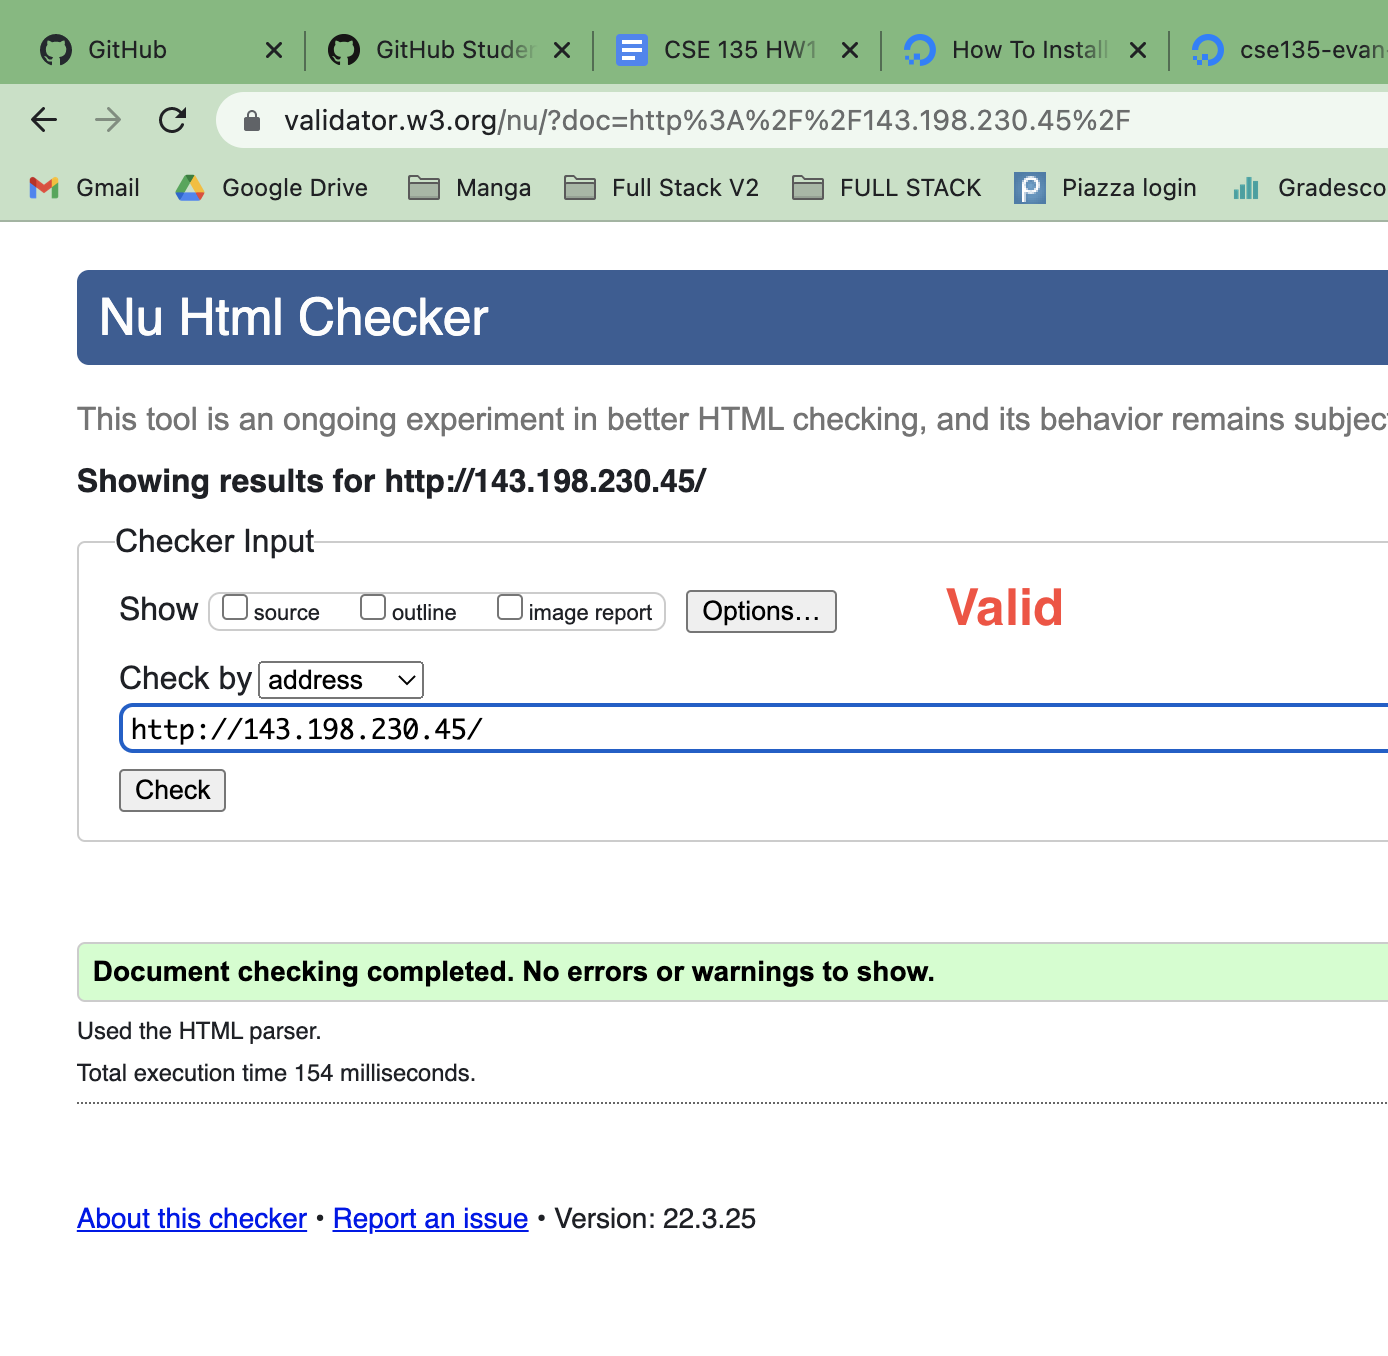 GitHub
GitHub Studen
CSE 135 HW1
How To Install
cse135-evan
validator.w3.org/nu/?doc=http%3A%2F%2F143.198.230.45%2F
Gmail
Google Drive
Manga
Full Stack V2
FULL STACK
Piazza login
Gradesco
Nu Html Checker
This tool is an ongoing experiment in better HTML checking, and its behavior remains subjec
Showing results for http://143.198.230.45/
Checker Input
Show source outline image report Options... Valid
Check by address
http://143.198.230.45/
Check
Document checking completed. No errors or warnings to show.
Used the HTML parser.
Total execution time 154 milliseconds.
About this checker • Report an issue • Version: 22.3.25